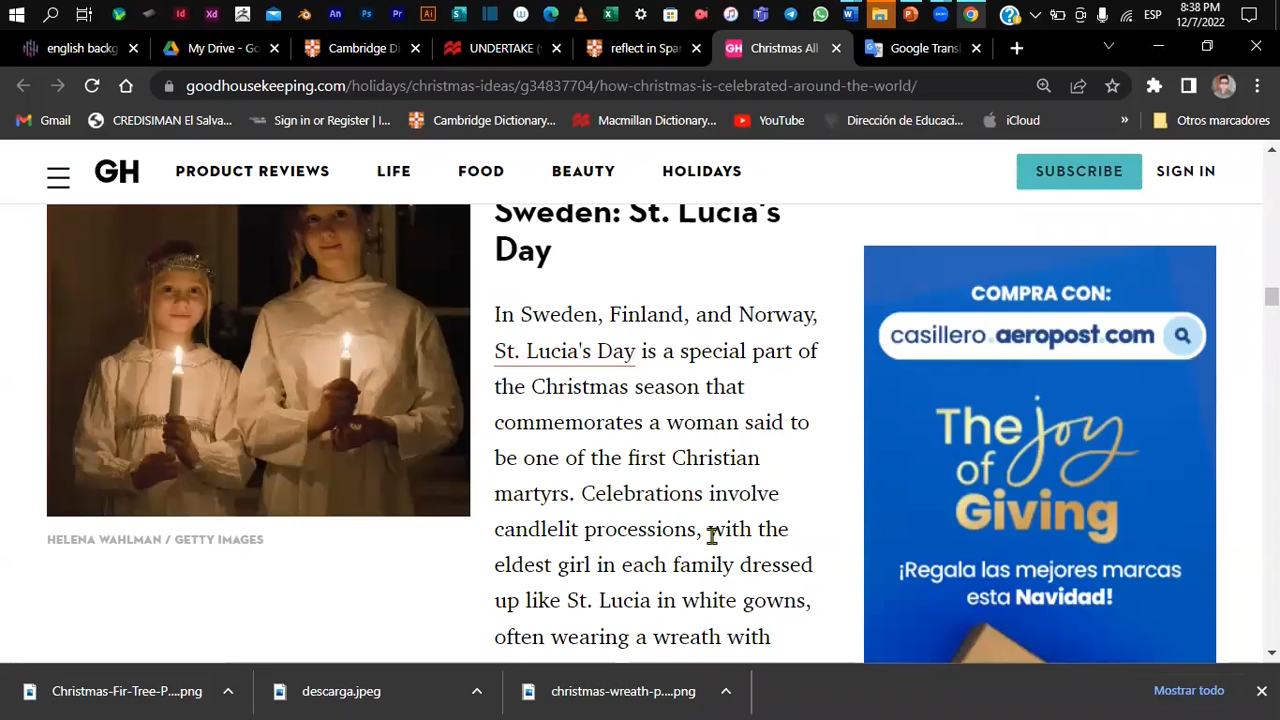 8:38 PM
ESP
12/7/2022
english backg
My Drive - Go
Cambridge Di
UNDERTAKE (
reflect in Spar
GH
Christmas All
Google Transl
goodhousekeeping.com/holidays/christmas-ideas/g34837704/how-christmas-is-celebrated-around-the-world/
Gmail
CREDISIMAN El Salva...
Sign in or Register | I...
Cambridge Dictionary...
Macmillan Dictionary...
YouTube
Dirección de Educaci...
iCloud
»
Otros marcadores
GH
PRODUCT REVIEWS
LIFE
FOOD
BEAUTY
HOLIDAYS
SUBSCRIBE
SIGN IN
Sweden: St. Lucia's
Day
In Sweden, Finland, and Norway,
St. Lucia's Day is a special part of
the Christmas season that
commemorates a woman said to
be one of the first Christian
martyrs. Celebrations involve
candlelit processions, with the
eldest girl in each family dressed
up like St. Lucia in white gowns,
often wearing a wreath with
HELENA WAHLMAN / GETTY IMAGES
COMPRA CON:
casillero.aeropost.com
The joy
of
Giving
¡Regala las mejores marcas
esta Navidad!
Christmas-Fir-Tree-P....png
descarga.jpeg
christmas-wreath-p....png
Mostrar todo